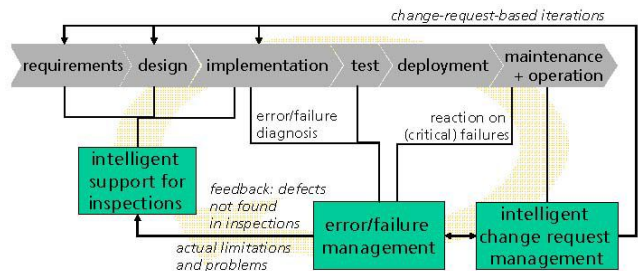 change-request-based iterations
requirements
design
implementation
test
deployment
maintenance
+ operation
error/failure
diagnosis
reaction on
(critical) failures
intelligent
support for
inspections
feedback: defects
not found
in inspections
actual limitations
and problems
error/failure
management
intelligent
change request
management